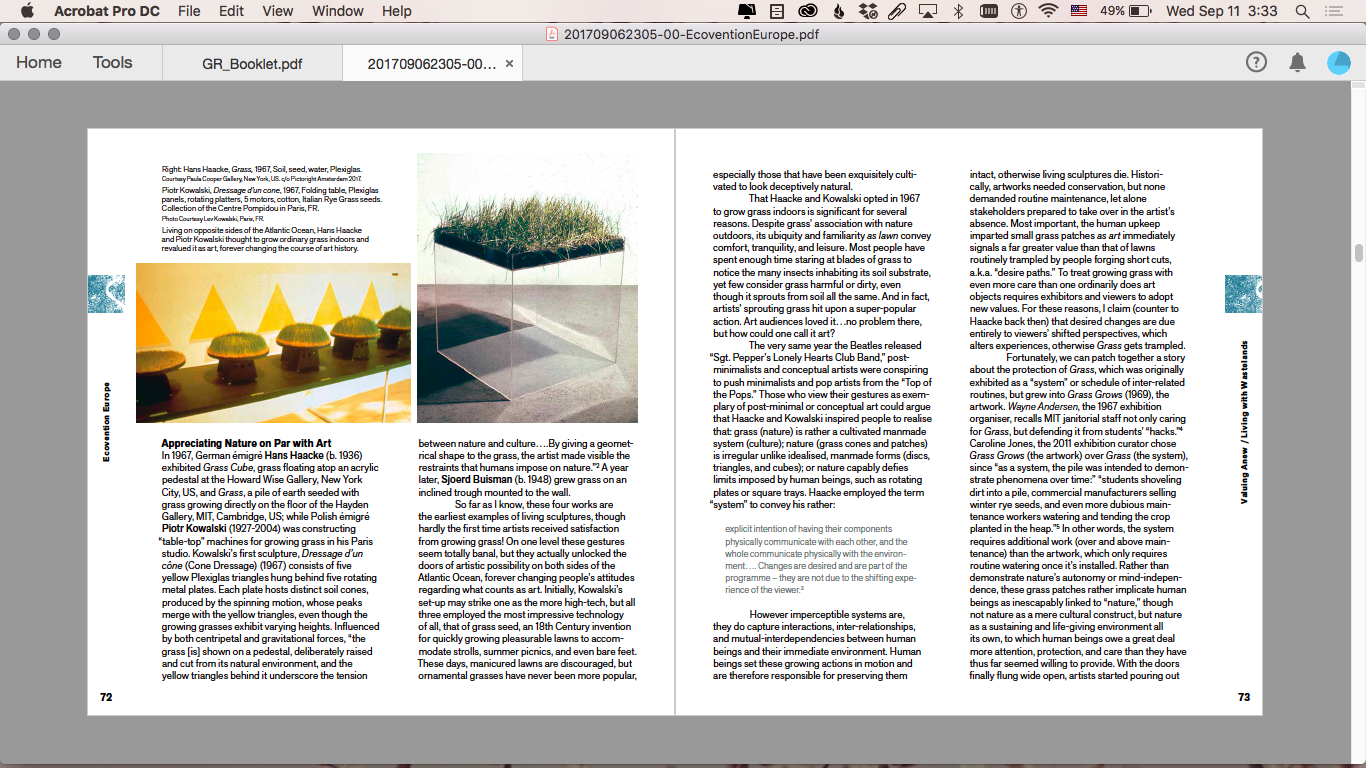 Acrobat Pro DC File Edit View Window Help 49% Wed Sep 11 3:33
201709062305-00-EcoventionEurope.pdf
Home Tools GR_Booklet.pdf 201709062305-00... ×
Right: Hans Haacke, Grass, 1967, Soil, seed, water, Plexiglas.
Courtesy Paula Cooper Gallery, New York, US. c/o Pictoright Amsterdam 2017.
Piotr Kowalski, Dressage d'un cone, 1967, Folding table, Plexiglas
panels, rotating platters, 5 motors, cotton, Italian Rye Grass seeds.
Collection of the Centre Pompidou in Paris, FR.
Photo Courtesy Lev Kowalski, Paris, FR.
Living on opposite sides of the Atlantic Ocean, Hans Haacke
and Piotr Kowalski thought to grow ordinary grass indoors and
revalued it as art, forever changing the course of art history.
Ecovention Europe
Appreciating Nature on Par with Art
In 1967, German émigré Hans Haacke (b. 1936)
exhibited Grass Cube, grass floating atop an acrylic
pedestal at the Howard Wise Gallery, New York
City, US, and Grass, a pile of earth seeded with
grass growing directly on the floor of the Hayden
Gallery, MIT, Cambridge, US; while Polish émigré
Piotr Kowalski (1927-2004) was constructing
"table-top" machines for growing grass in his Paris
studio. Kowalski's first sculpture, Dressage d'un
cône (Cone Dressage) (1967) consists of five
yellow Plexiglas triangles hung behind five rotating
metal plates. Each plate hosts distinct soil cones,
produced by the spinning motion, whose peaks
merge with the yellow triangles, even though the
growing grasses exhibit varying heights. Influenced
by both centripetal and gravitational forces, "the
grass [is] shown on a pedestal, deliberately raised
and cut from its natural environment, and the
yellow triangles behind it underscore the tension
between nature and culture….By giving a geomet-
rical shape to the grass, the artist made visible the
restraints that humans impose on nature."² A year
later, Sjoerd Buisman (b. 1948) grew grass on an
inclined trough mounted to the wall.
So far as I know, these four works are
the earliest examples of living sculptures, though
hardly the first time artists received satisfaction
from growing grass! On one level these gestures
seem totally banal, but they actually unlocked the
doors of artistic possibility on both sides of the
Atlantic Ocean, forever changing people's attitudes
regarding what counts as art. Initially, Kowalski's
set-up may strike one as the more high-tech, but all
three employed the most impressive technology
of all, that of grass seed, an 18th Century invention
for quickly growing pleasurable lawns to accom-
modate strolls, summer picnics, and even bare feet.
These days, manicured lawns are discouraged, but
ornamental grasses have never been more popular,
72
especially those that have been exquisitely culti-
vated to look deceptively natural.
That Haacke and Kowalski opted in 1967
to grow grass indoors is significant for several
reasons. Despite grass' association with nature
outdoors, its ubiquity and familiarity as lawn convey
comfort, tranquility, and leisure. Most people have
spent enough time staring at blades of grass to
notice the many insects inhabiting its soil substrate,
yet few consider grass harmful or dirty, even
though it sprouts from soil all the same. And in fact,
artists' sprouting grass hit upon a super-popular
action. Art audiences loved it…no problem there,
but how could one call it art?
The very same year the Beatles released
"Sgt. Pepper's Lonely Hearts Club Band," post-
minimalists and conceptual artists were conspiring
to push minimalists and pop artists from the "Top of
the Pops." Those who view their gestures as exem-
plary of post-minimal or conceptual art could argue
that Haacke and Kowalski inspired people to realise
that: grass (nature) is rather a cultivated manmade
system (culture); nature (grass cones and patches)
is irregular unlike idealised, manmade forms (discs,
triangles, and cubes); or nature capably defies
limits imposed by human beings, such as rotating
plates or square trays. Haacke employed the term
"system" to convey his rather:
explicit intention of having their components
physically communicate with each other, and the
whole communicate physically with the environ-
ment…. Changes are desired and are part of the
programme – they are not due to the shifting expe-
rience of the viewer.³
However imperceptible systems are,
they do capture interactions, inter-relationships,
and mutual-interdependencies between human
beings and their immediate environment. Human
beings set these growing actions in motion and
are therefore responsible for preserving them
intact, otherwise living sculptures die. Histori-
cally, artworks needed conservation, but none
demanded routine maintenance, let alone
stakeholders prepared to take over in the artist's
absence. Most important, the human upkeep
imparted small grass patches as art immediately
signals a far greater value than that of lawns
routinely trampled by people forging short cuts,
a.k.a. "desire paths." To treat growing grass with
even more care than one ordinarily does art
objects requires exhibitors and viewers to adopt
new values. For these reasons, I claim (counter to
Haacke back then) that desired changes are due
entirely to viewers' shifted perspectives, which
alters experiences, otherwise Grass gets trampled.
Fortunately, we can patch together a story
about the protection of Grass, which was originally
exhibited as a "system" or schedule of inter-related
routines, but grew into Grass Grows (1969), the
artwork. Wayne Andersen, the 1967 exhibition
organiser, recalls MIT janitorial staff not only caring
for Grass, but defending it from students' "hacks."⁴
Caroline Jones, the 2011 exhibition curator chose
Grass Grows (the artwork) over Grass (the system),
since "as a system, the pile was intended to demon-
strate phenomena over time:" "students shoveling
dirt into a pile, commercial manufacturers selling
winter rye seeds, and even more dubious main-
tenance workers watering and tending the crop
planted in the heap."⁵ In other words, the system
requires additional work (over and above main-
tenance) than the artwork, which only requires
routine watering once it's installed. Rather than
demonstrate nature's autonomy or mind-indepen-
dence, these grass patches rather implicate human
beings as inescapably linked to "nature," though
not nature as a mere cultural construct, but nature
as a sustaining and life-giving environment all
its own, to which human beings owe a great deal
more attention, protection, and care than they have
thus far seemed willing to provide. With the doors
finally flung wide open, artists started pouring out
Valuing Anew / Living with Wastelands
73